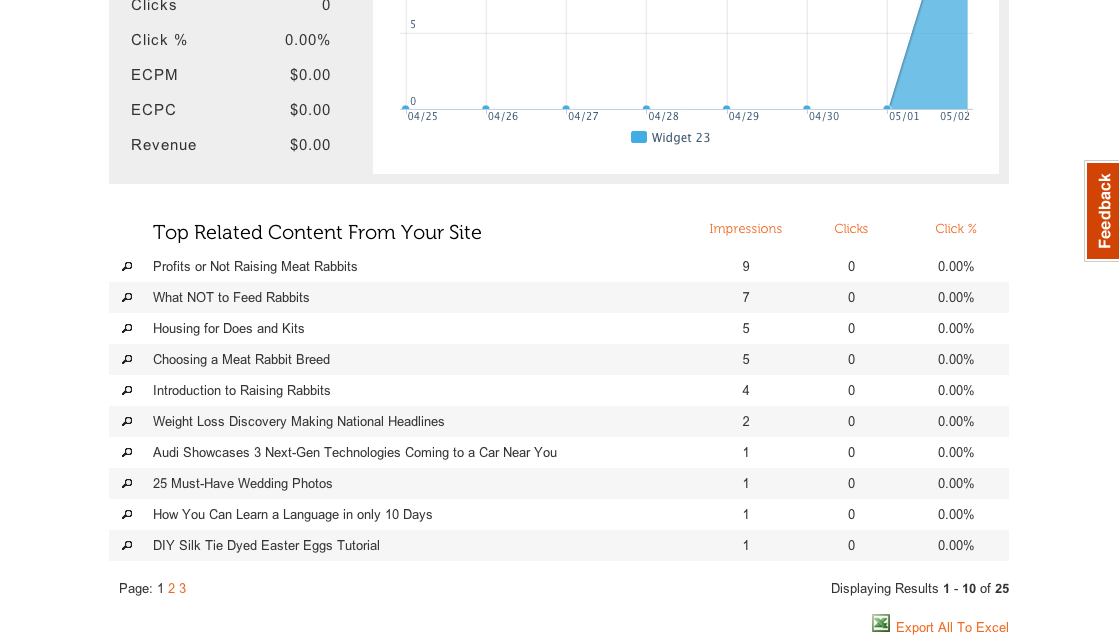 Clicks 0
Click % 0.00%
ECPM $0.00
ECPC $0.00
Revenue $0.00
5
0
04/25 04/26 04/27 04/28 04/29 04/30 05/01 05/02
Widget 23
Feedback
Top Related Content From Your Site Impressions Clicks Click %
Profits or Not Raising Meat Rabbits 9 0 0.00%
What NOT to Feed Rabbits 7 0 0.00%
Housing for Does and Kits 5 0 0.00%
Choosing a Meat Rabbit Breed 5 0 0.00%
Introduction to Raising Rabbits 4 0 0.00%
Weight Loss Discovery Making National Headlines 2 0 0.00%
Audi Showcases 3 Next-Gen Technologies Coming to a Car Near You 1 0 0.00%
25 Must-Have Wedding Photos 1 0 0.00%
How You Can Learn a Language in only 10 Days 1 0 0.00%
DIY Silk Tie Dyed Easter Eggs Tutorial 1 0 0.00%
Page: 1 2 3 Displaying Results 1 - 10 of 25
Export All To Excel